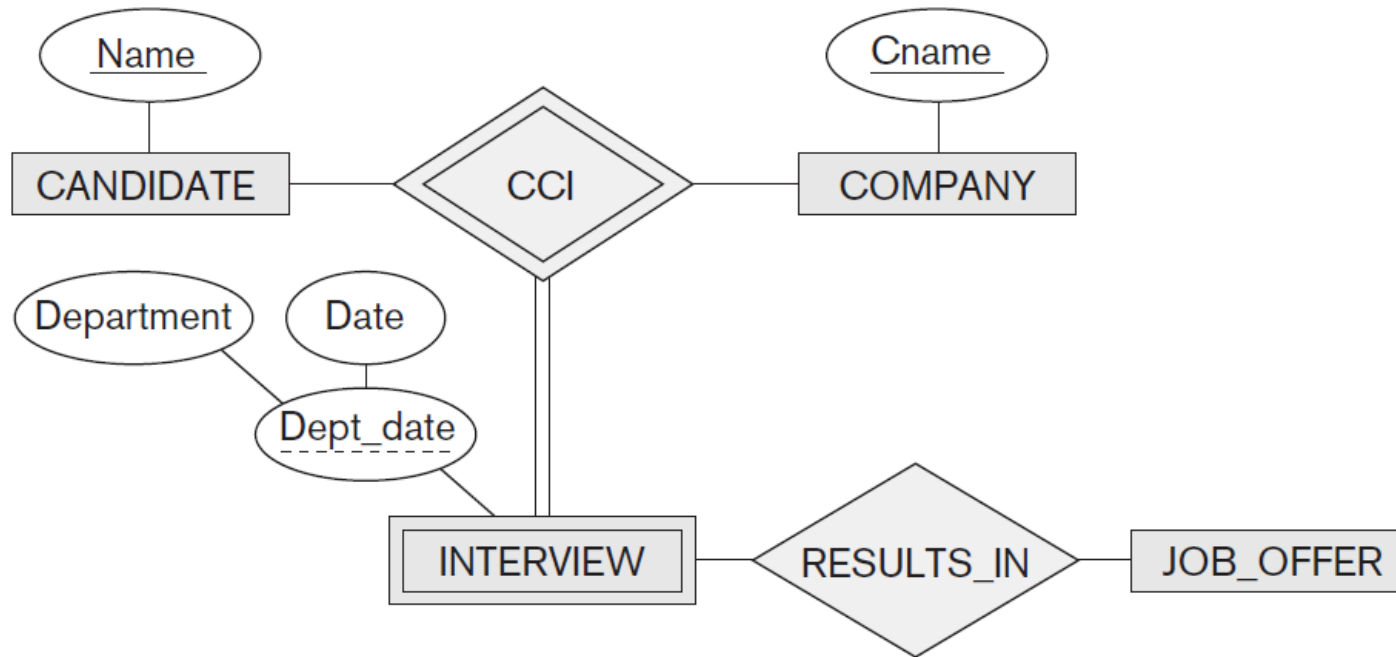 Name
Cname
CANDIDATE
CCI
COMPANY
Department
Date
Dept_date
INTERVIEW
RESULTS_IN
JOB_OFFER